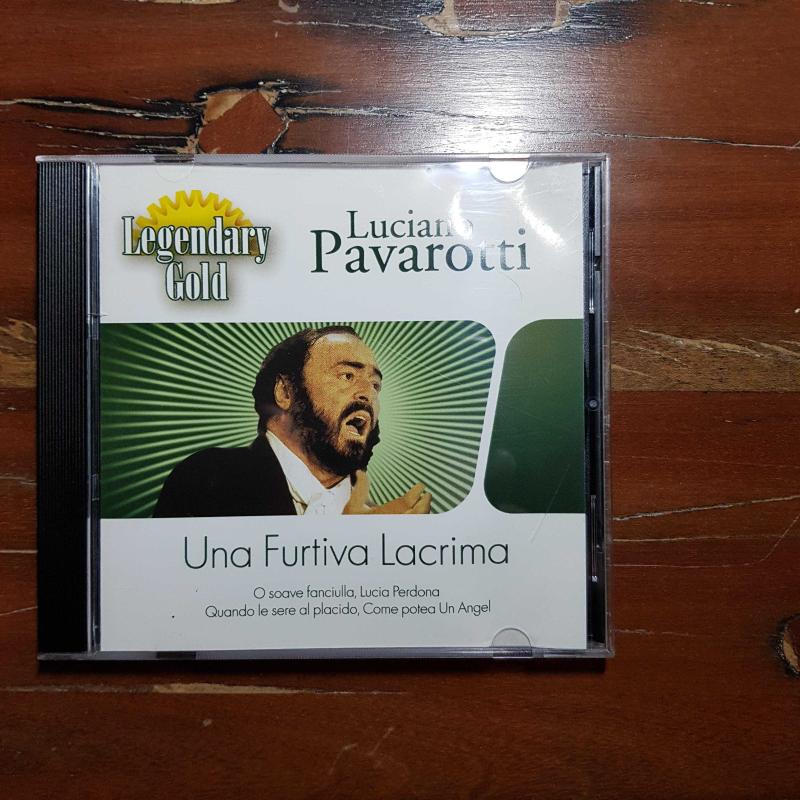 Legendary
Gold
Luciano
Pavarotti
Una Furtiva Lacrima
O soave fanciulla, Lucia Perdona
Quando le sere al placido, Come potea Un Angel